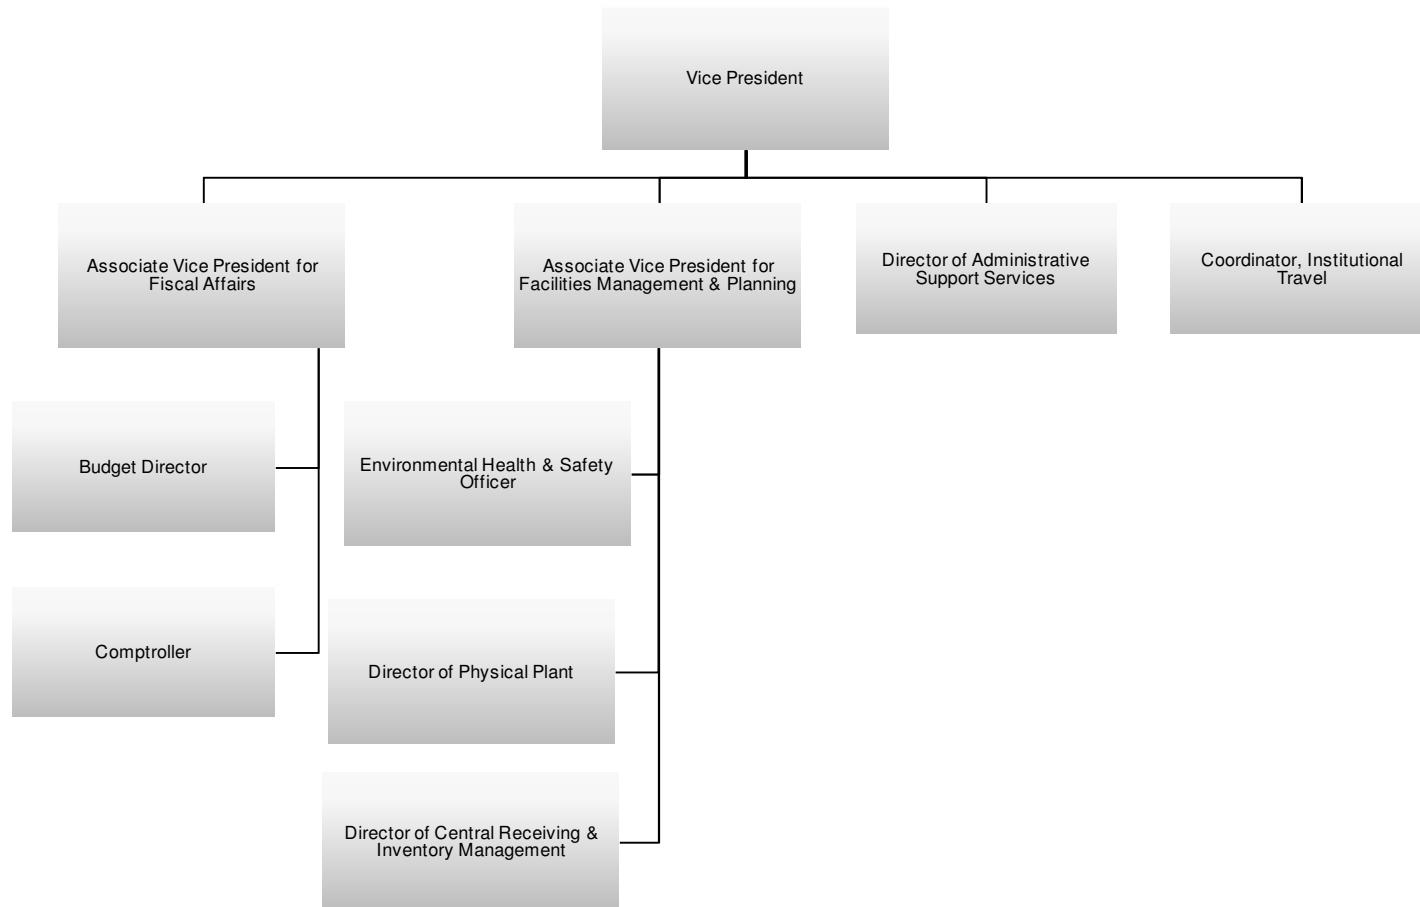 Vice President
Associate Vice President for
Fiscal Affairs
Associate Vice President for
Facilities Management & Planning
Director of Administrative
Support Services
Coordinator, Institutional
Travel
Budget Director
Environmental Health & Safety
Officer
Comptroller
Director of Physical Plant
Director of Central Receiving &
Inventory Management